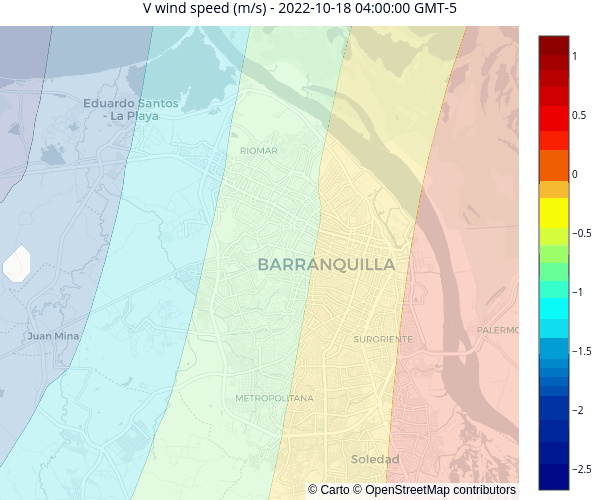 V wind speed (m/s) - 2022-10-18 04:00:00 GMT-5
Eduardo Santos
- La Playa
RIOMAR
BARRANQUILLA
Juan Mina
SURORIENTE
PALERMO
METROPOLITANA
Soledad
© Carto © OpenStreetMap contributors
1
0.5
0
−0.5
−1
−1.5
−2
−2.5